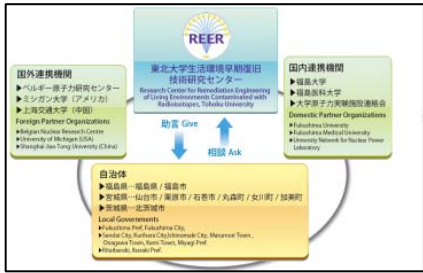 REER
東北大学生活環境早期復旧
技術研究センター
Research Center for Remediation Engineering
of Living Environments Contaminated with
Radioisotopes, Tohoku University
国外連携機関
▶ベルギー原子力研究センター
▶ミシガン大学（アメリカ）
▶上海交通大学（中国）
Foreign Partner Organizations
▶Belgian Nuclear Research Centre
▶University of Michigan (USA)
▶Shanghai Jiao Tong University (China)
国内連携機関
▶福島大学
▶福島医科大学
▶大学原子力実験施設連絡会
Domestic Partner Organizations
▶Fukushima University
▶Fukushima Medical University
▶University Network for Nuclear Power
Laboratory
助言 Give
相談 Ask
自治体
▶福島県…福島県 / 福島市
▶宮城県…仙台市 / 栗原市 / 石巻市 / 丸森町 / 女川町 / 加美町
▶茨城県…北茨城市
Local Governments
▶Fukushima Pref, Fukushima City,
▶Sendai City, Kurihara City, Ishinomaki City, Marumori Town,
Onagawa Town, Kami Town, Miyagi Pref.
▶Kitaibaraki, Ibaraki Pref.